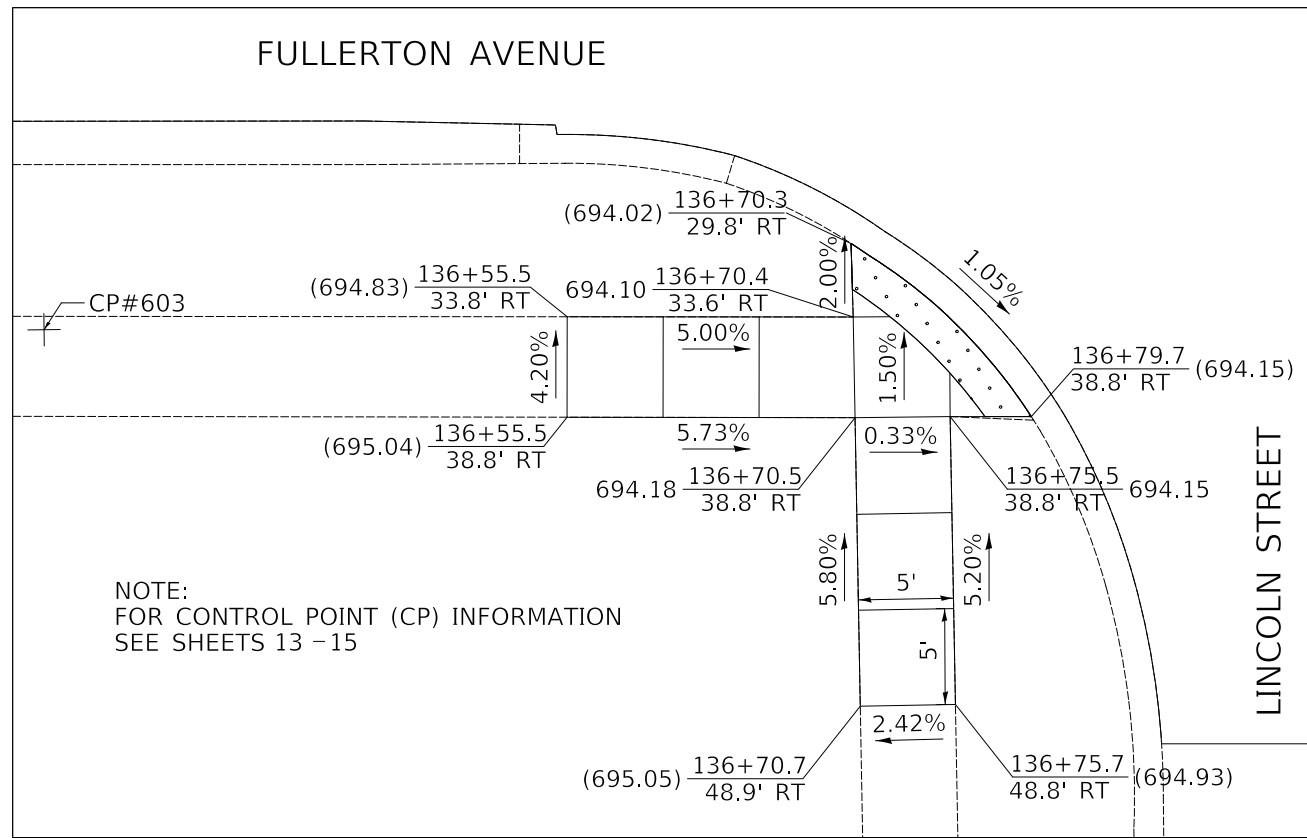 FULLERTON AVENUE
(694.02) 136+70.3
29.8' RT
2.00%
1.05%
(694.83) 136+55.5
33.8' RT
694.10 136+70.4
33.6' RT
CP#603
4.20%
5.00%
1.50%
136+79.7 (694.15)
38.8' RT
(695.04) 136+55.5
38.8' RT
5.73%
0.33%
694.18 136+70.5
38.8' RT
136+75.5 694.15
38.8' RT
LINCOLN STREET
5.80%
5.20%
5'
5'
NOTE:
FOR CONTROL POINT (CP) INFORMATION
SEE SHEETS 13 -15
2.42%
(695.05) 136+70.7
48.9' RT
136+75.7 (694.93)
48.8' RT